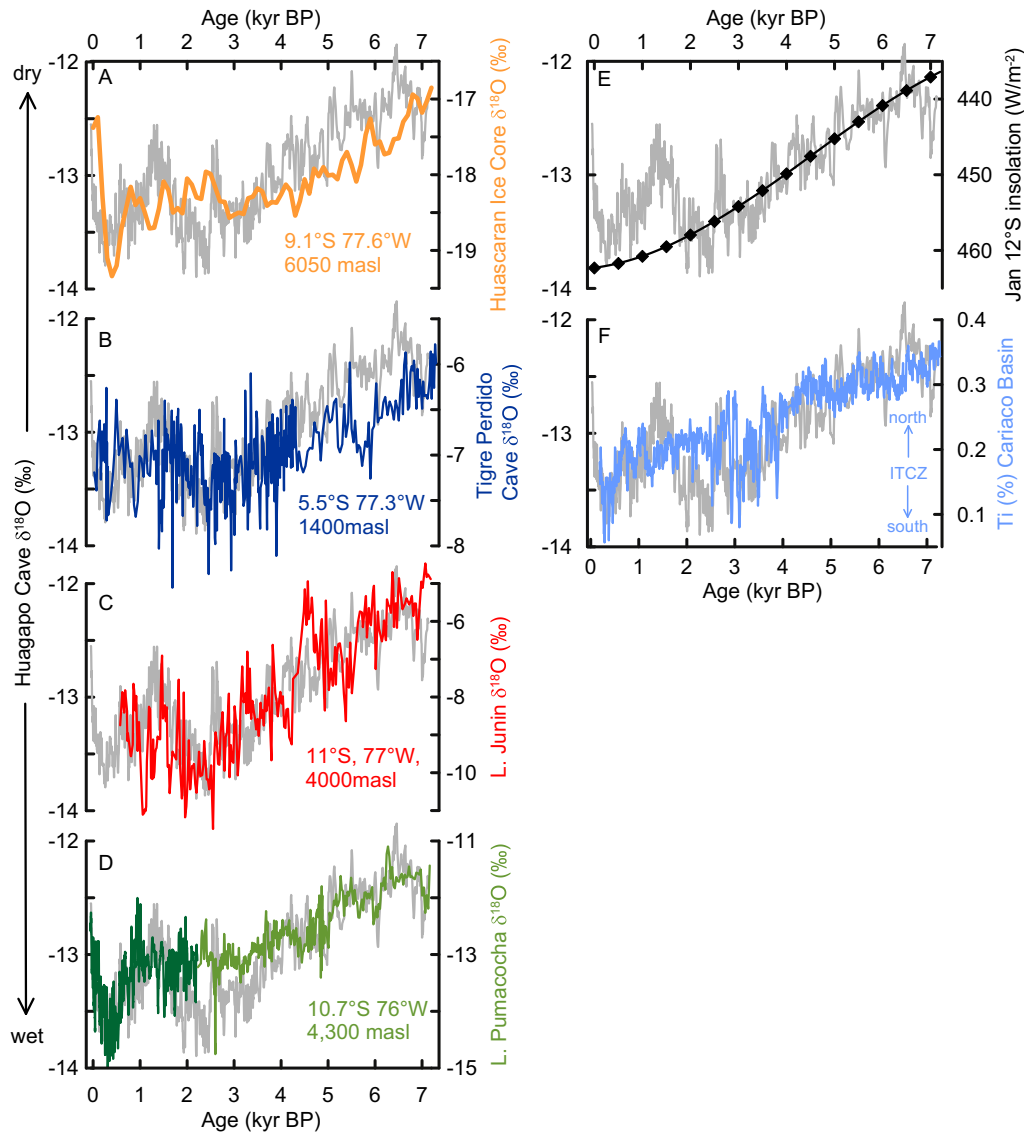 Age (kyr BP)
0 1 2 3 4 5 6 7
Age (kyr BP)
0 1 2 3 4 5 6 7
dry
Huagapo Cave δ18O (‰)
wet
A
-12
-13
-14
9.1°S 77.6°W
6050 masl
-17
-18
-19
Huascaran Ice Core δ18O (‰)
B
-12
-13
-14
5.5°S 77.3°W
1400masl
-6
-7
-8
Tigre Perdido
Cave δ18O (‰)
C
-12
-13
-14
11°S, 77°W,
4000masl
-6
-8
-10
L. Junin δ18O (‰)
D
-12
-13
-14
10.7°S 76°W
4,300 masl
-11
-13
-15
L. Pumacocha δ18O (‰)
0 1 2 3 4 5 6 7
Age (kyr BP)
E
-12
-13
-14
440
450
460
Jan 12°S insolation (W/m-2)
F
-12
-13
-14
north
ITCZ
south
0.4
0.3
0.2
0.1
Ti (%) Cariaco Basin
0 1 2 3 4 5 6 7
Age (kyr BP)